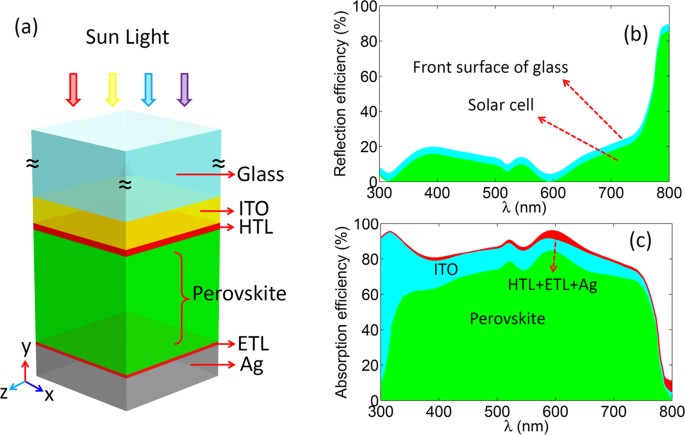 (a)
Sun Light
≈
≈
≈
Glass
ITO
HTL
Perovskite
ETL
Ag
y
z
x
(b)
Reflection efficiency (%)
100
80
60
40
20
0
Front surface of glass
Solar cell
300 400 500 600 700 800
λ (nm)
(c)
Absorption efficiency (%)
100
80
60
40
20
0
ITO
HTL+ETL+Ag
Perovskite
300 400 500 600 700 800
λ (nm)